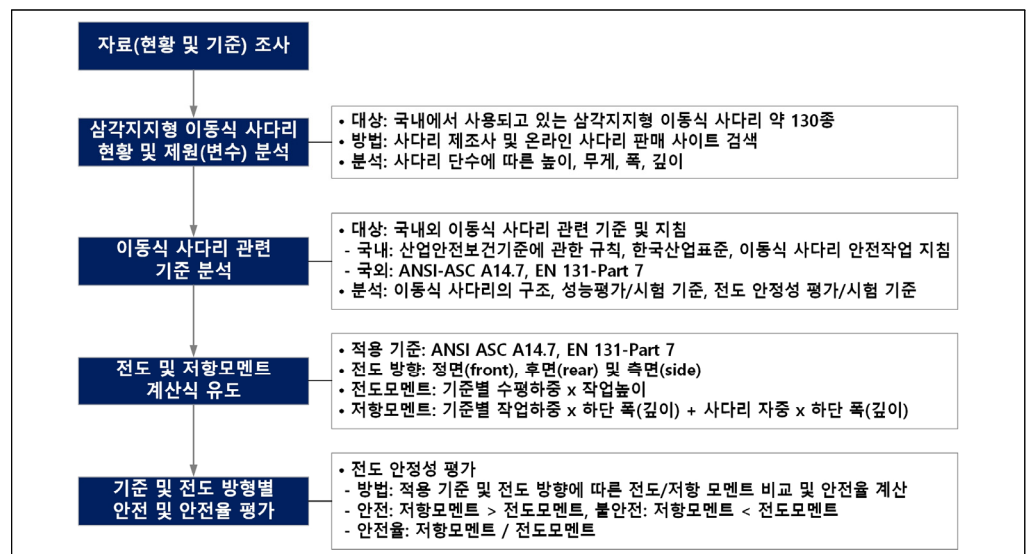 자료(현황 및 기준) 조사
삼각지지형 이동식 사다리
현황 및 제원(변수) 분석
• 대상: 국내에서 사용되고 있는 삼각지지형 이동식 사다리 약 130종
• 방법: 사다리 제조사 및 온라인 사다리 판매 사이트 검색
• 분석: 사다리 단수에 따른 높이, 무게, 폭, 깊이
이동식 사다리 관련
기준 분석
• 대상: 국내외 이동식 사다리 관련 기준 및 지침
- 국내: 산업안전보건기준에 관한 규칙, 한국산업표준, 이동식 사다리 안전작업 지침
- 국외: ANSI-ASC A14.7, EN 131-Part 7
• 분석: 이동식 사다리의 구조, 성능평가/시험 기준, 전도 안정성 평가/시험 기준
전도 및 저항모멘트
계산식 유도
• 적용 기준: ANSI ASC A14.7, EN 131-Part 7
• 전도 방향: 정면(front), 후면(rear) 및 측면(side)
• 전도모멘트: 기준별 수평하중 x 작업높이
• 저항모멘트: 기준별 작업하중 x 하단 폭(깊이) + 사다리 자중 x 하단 폭(깊이)
기준 및 전도 방형별
안전 및 안전율 평가
• 전도 안정성 평가
- 방법: 적용 기준 및 전도 방향에 따른 전도/저항 모멘트 비교 및 안전율 계산
- 안전: 저항모멘트 > 전도모멘트, 불안전: 저항모멘트 < 전도모멘트
- 안전율: 저항모멘트 / 전도모멘트